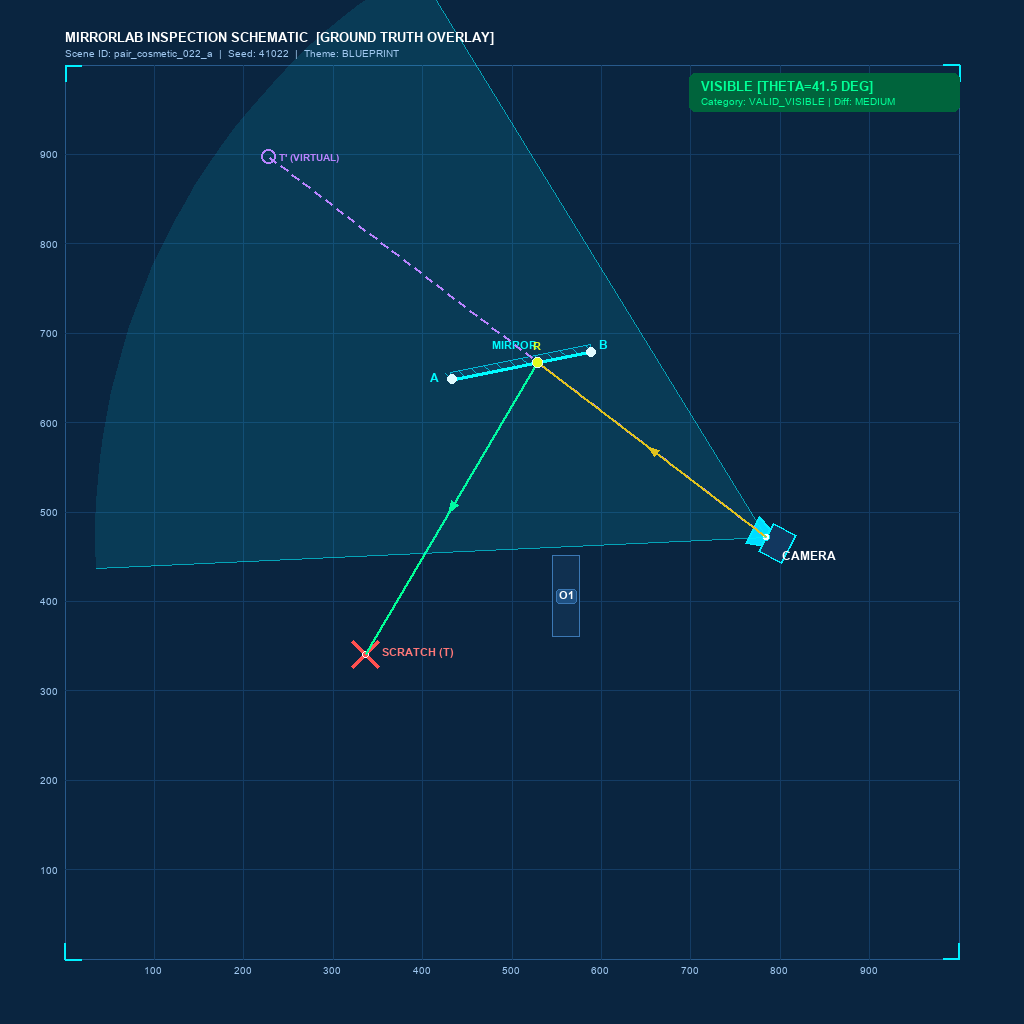 MIRRORLAB INSPECTION SCHEMATIC [GROUND TRUTH OVERLAY]
Scene ID: pair_cosmetic_022_a | Seed: 41022 | Theme: BLUEPRINT
VISIBLE [THETA=41.5 DEG]
Category: VALID_VISIBLE | Diff: MEDIUM
T' (VIRTUAL)
MIRROR
R
B
A
CAMERA
O1
SCRATCH (T)
900
800
700
600
500
400
300
200
100
100
200
300
400
500
600
700
800
900